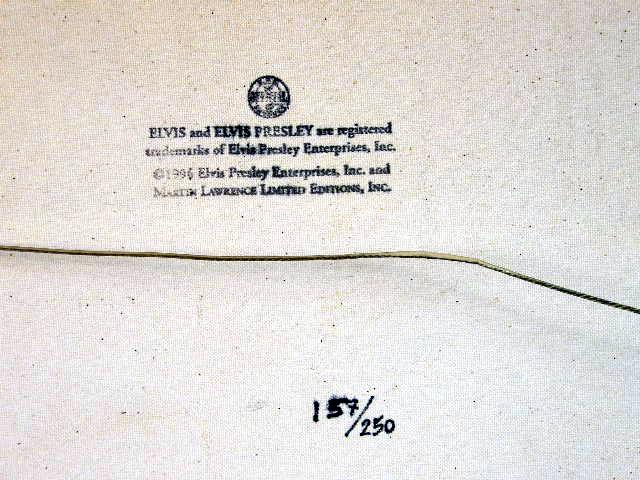 ELVIS and ELVIS PRESLEY are registered
trademarks of Elvis Presley Enterprises, Inc.
©1996 Elvis Presley Enterprises, Inc. and
MARTIN LAWRENCE LIMITED EDITIONS, INC.
157/250